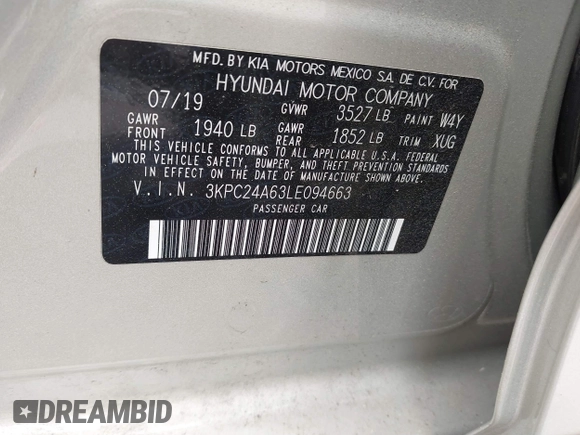 MFD. BY KIA MOTORS MEXICO S.A. DE C.V. FOR
HYUNDAI MOTOR COMPANY
07/19 GVWR 3527 LB PAINT W4Y
GAWR FRONT 1940 LB GAWR REAR 1852 LB TRIM XUG
THIS VEHICLE CONFORMS TO ALL APPLICABLE U.S.A. FEDERAL
MOTOR VEHICLE SAFETY, BUMPER, AND THEFT PREVENTION STANDARDS
IN EFFECT ON THE DATE OF MANUFACTURE SHOWN ABOVE.
V.I.N. 3KPC24A63LE094663
PASSENGER CAR
DREAMBID